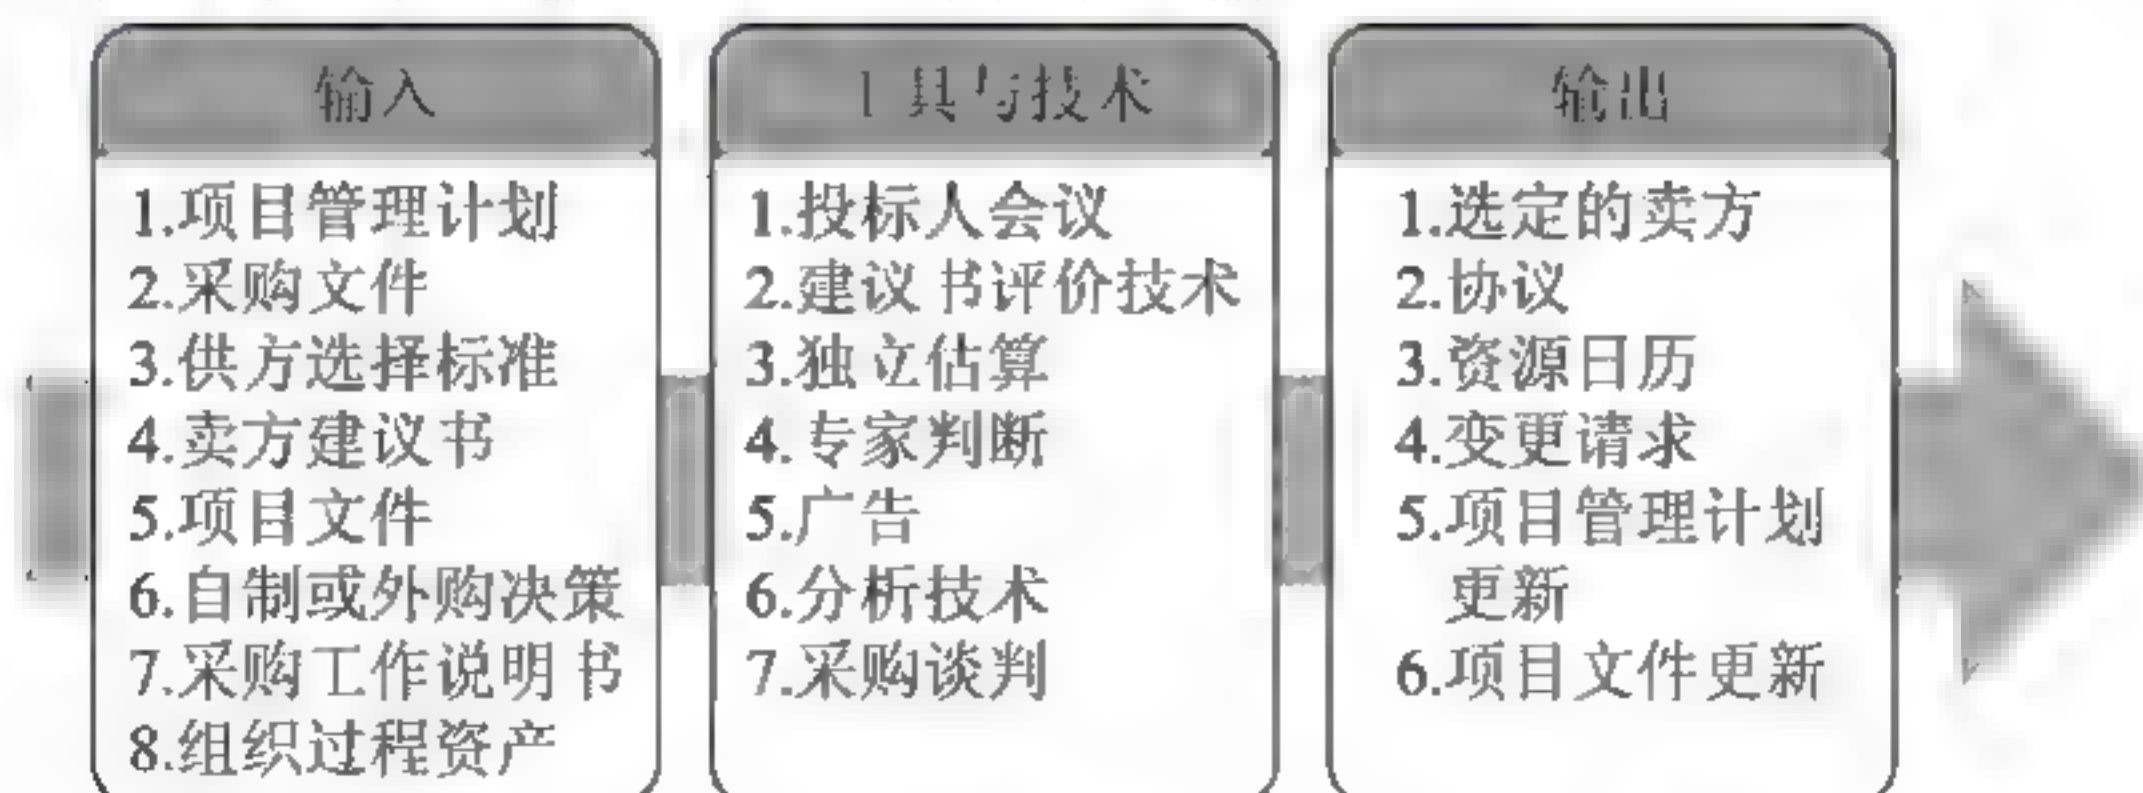 输入
1.项目管理计划
2.采购文件
3.供方选择标准
4.卖方建议书
5.项目文件
6.自制或外购决策
7.采购工作说明书
8.组织过程资产
工具与技术
1.投标人会议
2.建议书评价技术
3.独立估算
4.专家判断
5.广告
6.分析技术
7.采购谈判
输出
1.选定的卖方
2.协议
3.资源日历
4.变更请求
5.项目管理计划
更新
6.项目文件更新